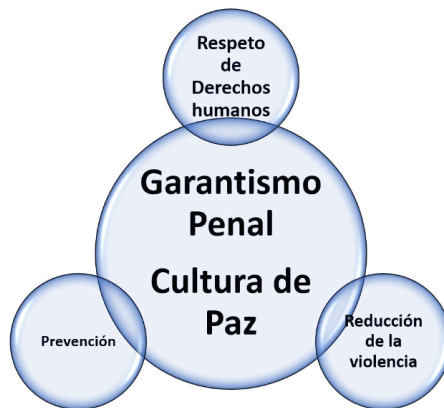 Respeto
de
Derechos
humanos
Garantismo
Penal
Cultura de
Paz
Prevención
Reducción
de la
violencia